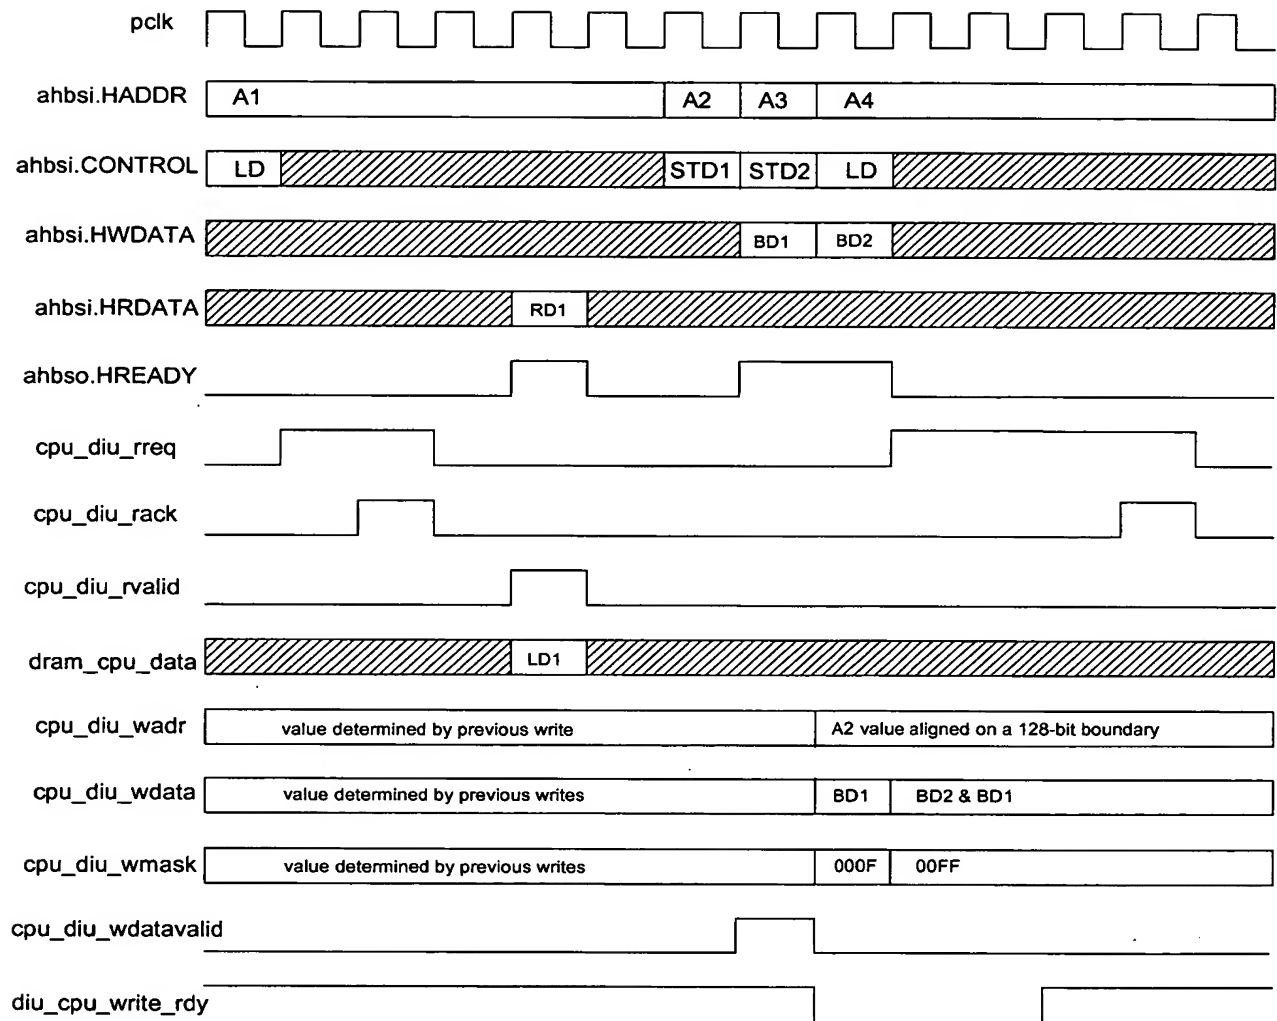 pclk
ahbsi.HADDR A1 A2 A3 A4
ahbsi.CONTROL LD STD1 STD2 LD
ahbsi.HWDATA BD1 BD2
ahbsi.HRDATA RD1
ahbso.HREADY
cpu_diu_rreq
cpu_diu_rack
cpu_diu_rvalid
dram_cpu_data LD1
cpu_diu_wadr value determined by previous write A2 value aligned on a 128-bit boundary
cpu_diu_wdata value determined by previous writes BD1 BD2 & BD1
cpu_diu_wmask value determined by previous writes 000F 00FF
cpu_diu_wdatavalid
diu_cpu_write_rdy